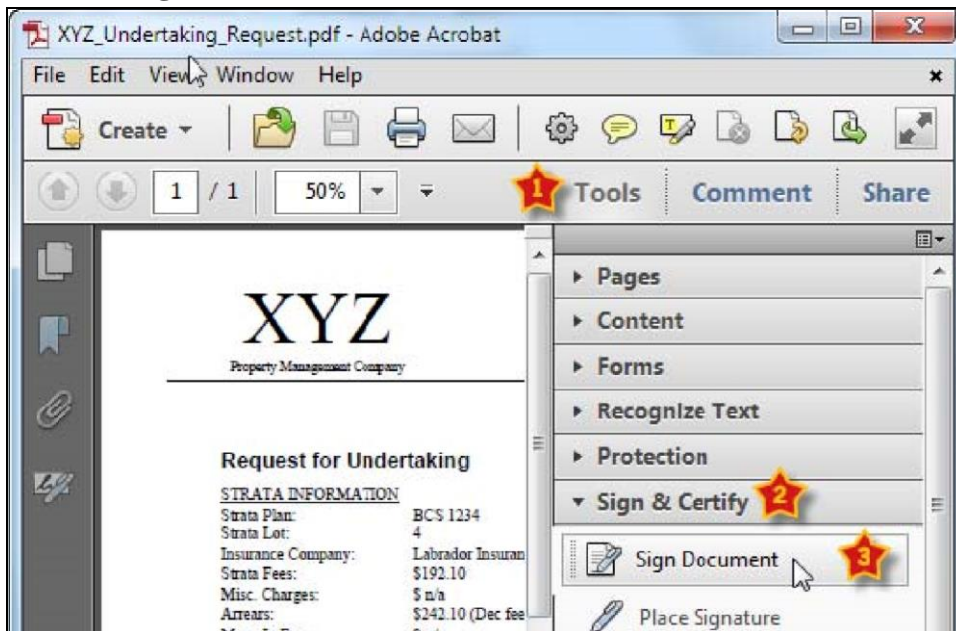 XYZ_Undertaking_Request.pdf - Adobe Acrobat
File Edit View Window Help
Create
1 / 1 50% 1 Tools Comment Share
Pages
Content
Forms
Recognize Text
Protection
Sign & Certify 2
Sign Document 3
Place Signature
XYZ
Property Management Company
Request for Undertaking
STRATA INFORMATION
Strata Plan: BCS 1234
Strata Lot: 4
Insurance Company: Labrador Insuran
Strata Fees: $192.10
Misc. Charges: $ n/a
Arrears: $242.10 (Dec fee